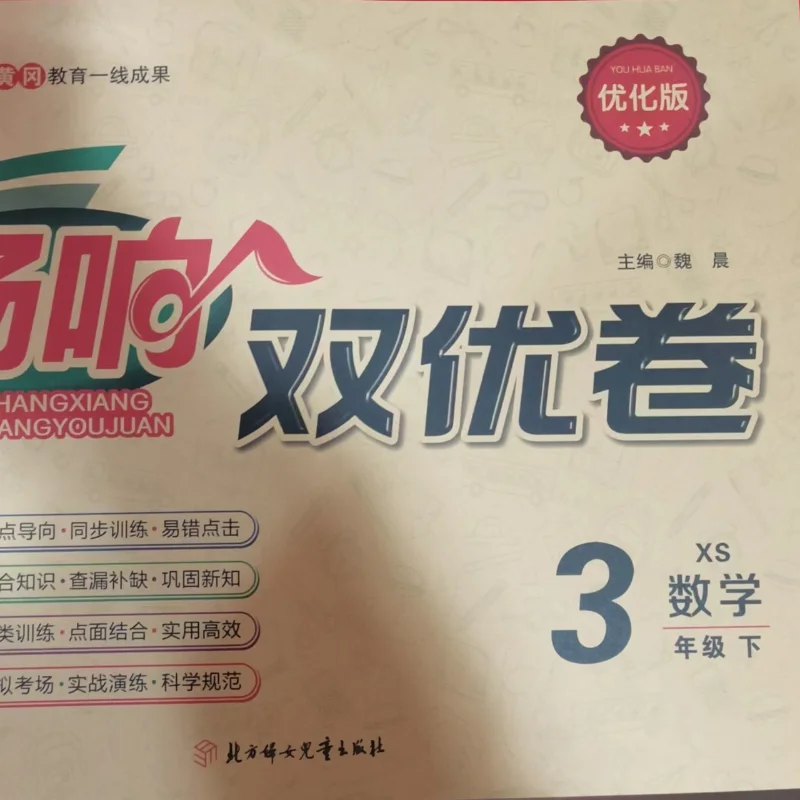 黄冈教育一线成果
YOU HUA BAN
优化版
主编◎魏 晨
响
双优卷
HANGXIANG
ANGYOUJUAN
点导向·同步训练·易错点击
合知识·查漏补缺·巩固新知
类训练·点面结合·实用高效
拟考场·实战演练·科学规范
3
XS
数学
年级 下
北方妇女儿童出版社